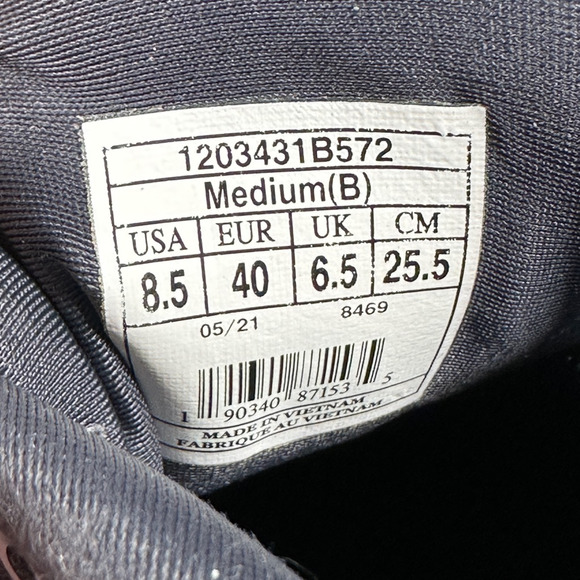 1203431B572
Medium(B)
USA EUR UK CM
8.5 40 6.5 25.5
05/21 8469
1 90340 87153 5
MADE IN VIETNAM
FABRIQUE AU VIETNAM